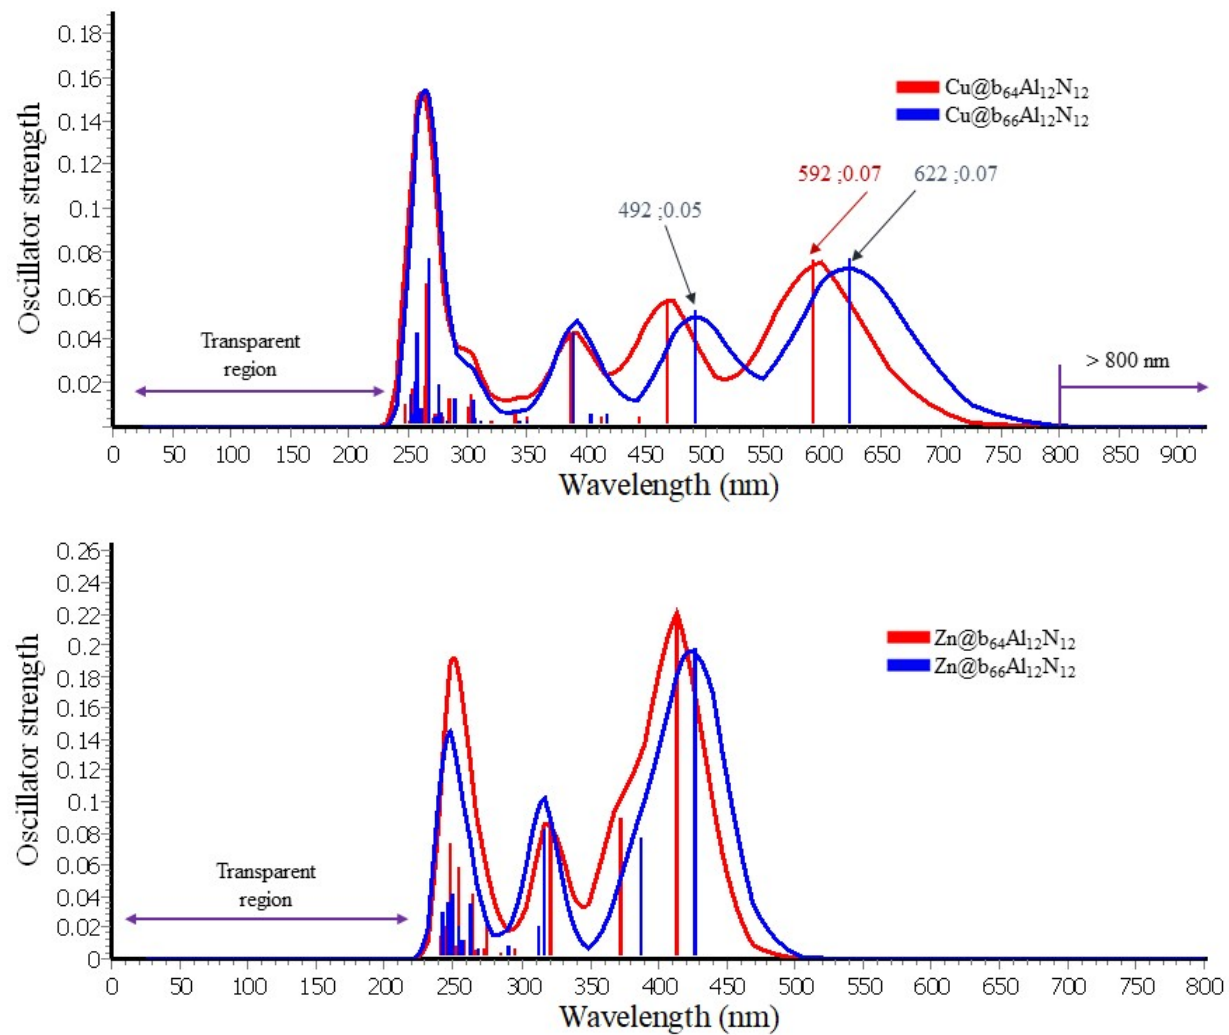 0.18
0.16
0.14
0.12
0.1
0.08
0.06
0.04
0.02
Oscillator strength
Cu@b₆₄Al₁₂N₁₂
Cu@b₆₆Al₁₂N₁₂
592 ;0.07
622 ;0.07
492 ;0.05
Transparent
region
> 800 nm
0 50 100 150 200 250 300 350 400 450 500 550 600 650 700 750 800 850 900
Wavelength (nm)
0.26
0.24
0.22
0.2
0.18
0.16
0.14
0.12
0.1
0.08
0.06
0.04
0.02
0
Oscillator strength
Zn@b₆₄Al₁₂N₁₂
Zn@b₆₆Al₁₂N₁₂
Transparent
region
0 50 100 150 200 250 300 350 400 450 500 550 600 650 700 750 800
Wavelength (nm)